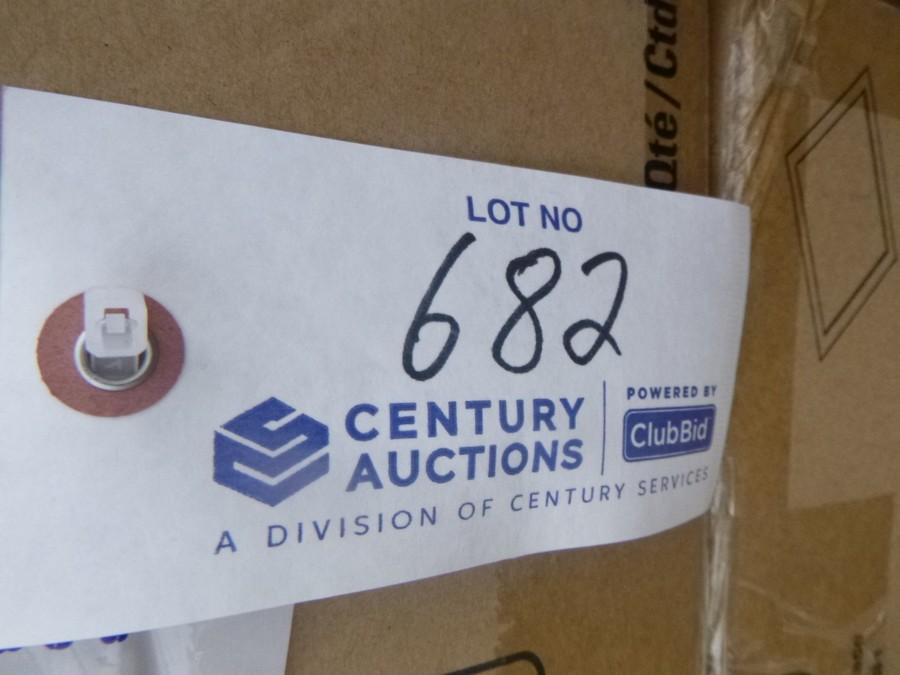 Qté/Ctd
LOT NO
682
CENTURY
AUCTIONS
POWERED BY
ClubBid
A DIVISION OF CENTURY SERVICES